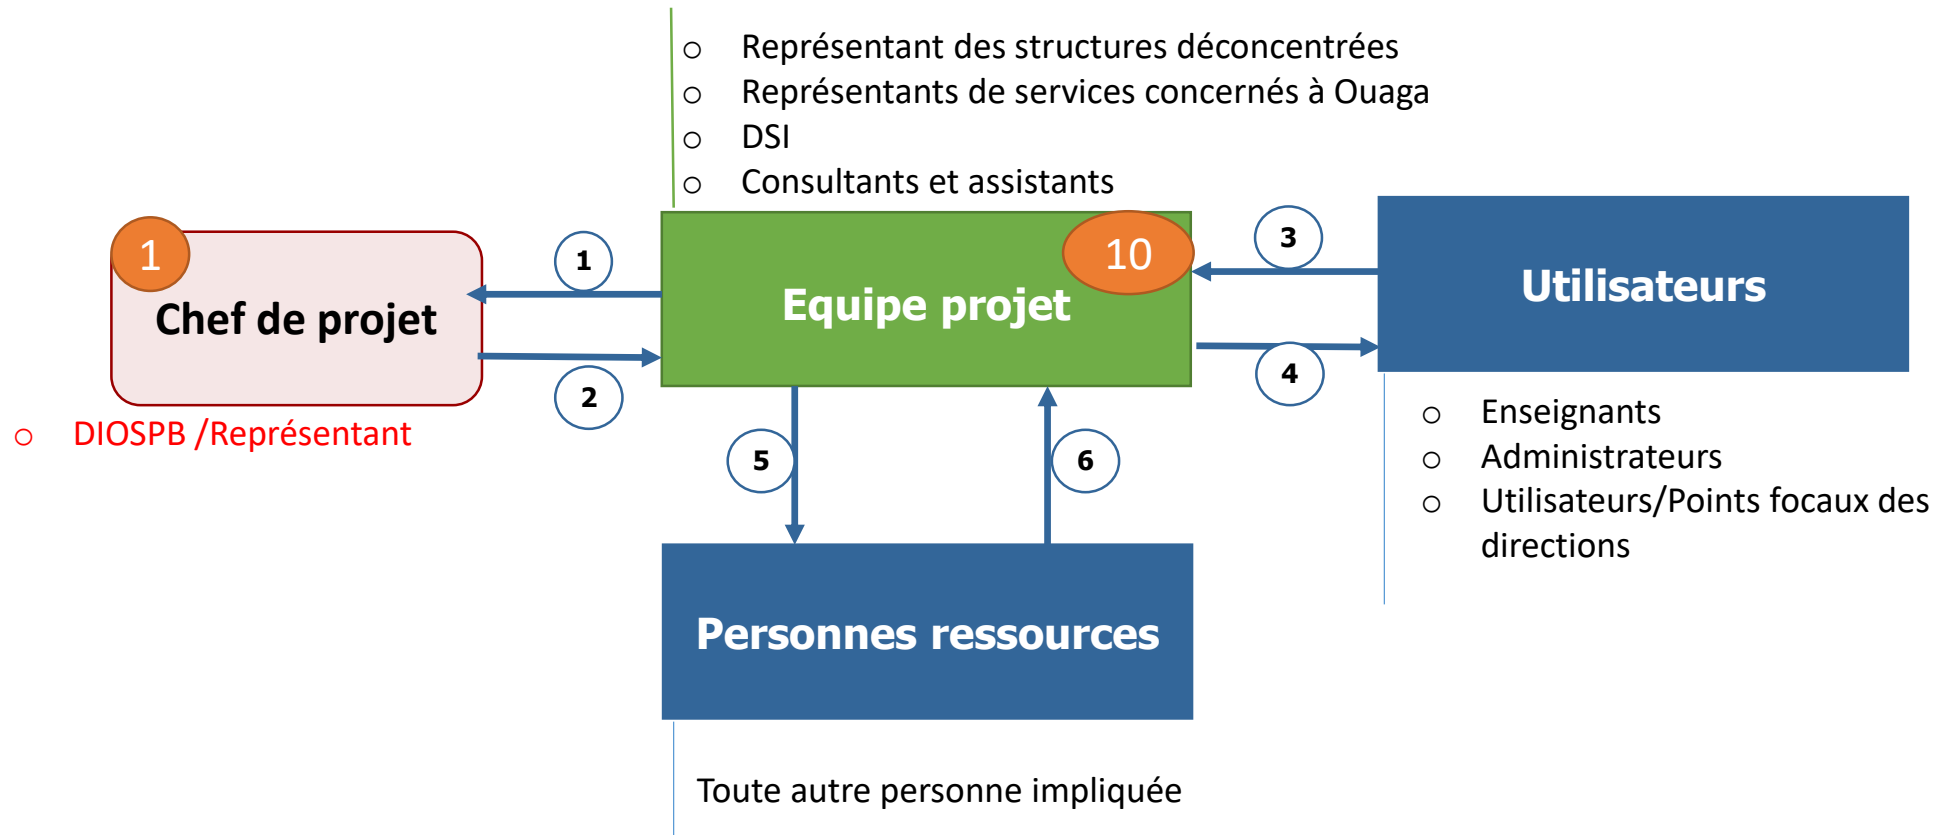 o Représentant des structures déconcentrées
o Représentants de services concernés à Ouaga
o DSI
o Consultants et assistants
1
Chef de projet
o DIOSPB /Représentant
1
2
10
Equipe projet
3
4
Utilisateurs
o Enseignants
o Administrateurs
o Utilisateurs/Points focaux des
directions
5
6
Personnes ressources
Toute autre personne impliquée